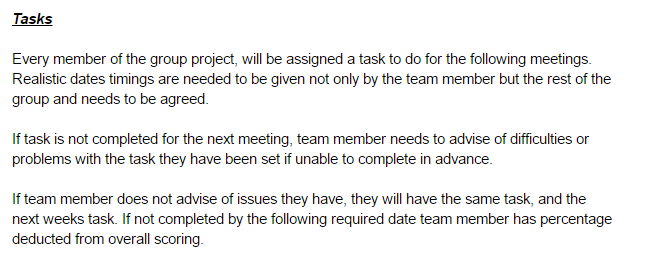 Tasks
Every member of the group project, will be assigned a task to do for the following meetings.
Realistic dates timings are needed to be given not only by the team member but the rest of the
group and needs to be agreed.
If task is not completed for the next meeting, team member needs to advise of difficulties or
problems with the task they have been set if unable to complete in advance.
If team member does not advise of issues they have, they will have the same task, and the
next weeks task. If not completed by the following required date team member has percentage
deducted from overall scoring.